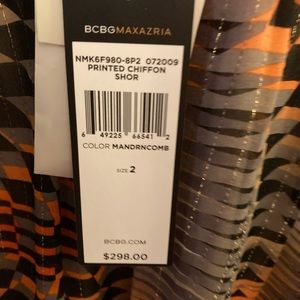 BCBGMAXAZRIA
NMK6F980-8P2 072009
PRINTED CHIFFON
SHOR
6 49225 66541 2
COLOR MANDRNCOMB
SIZE 2
BCBG.COM
$298.00